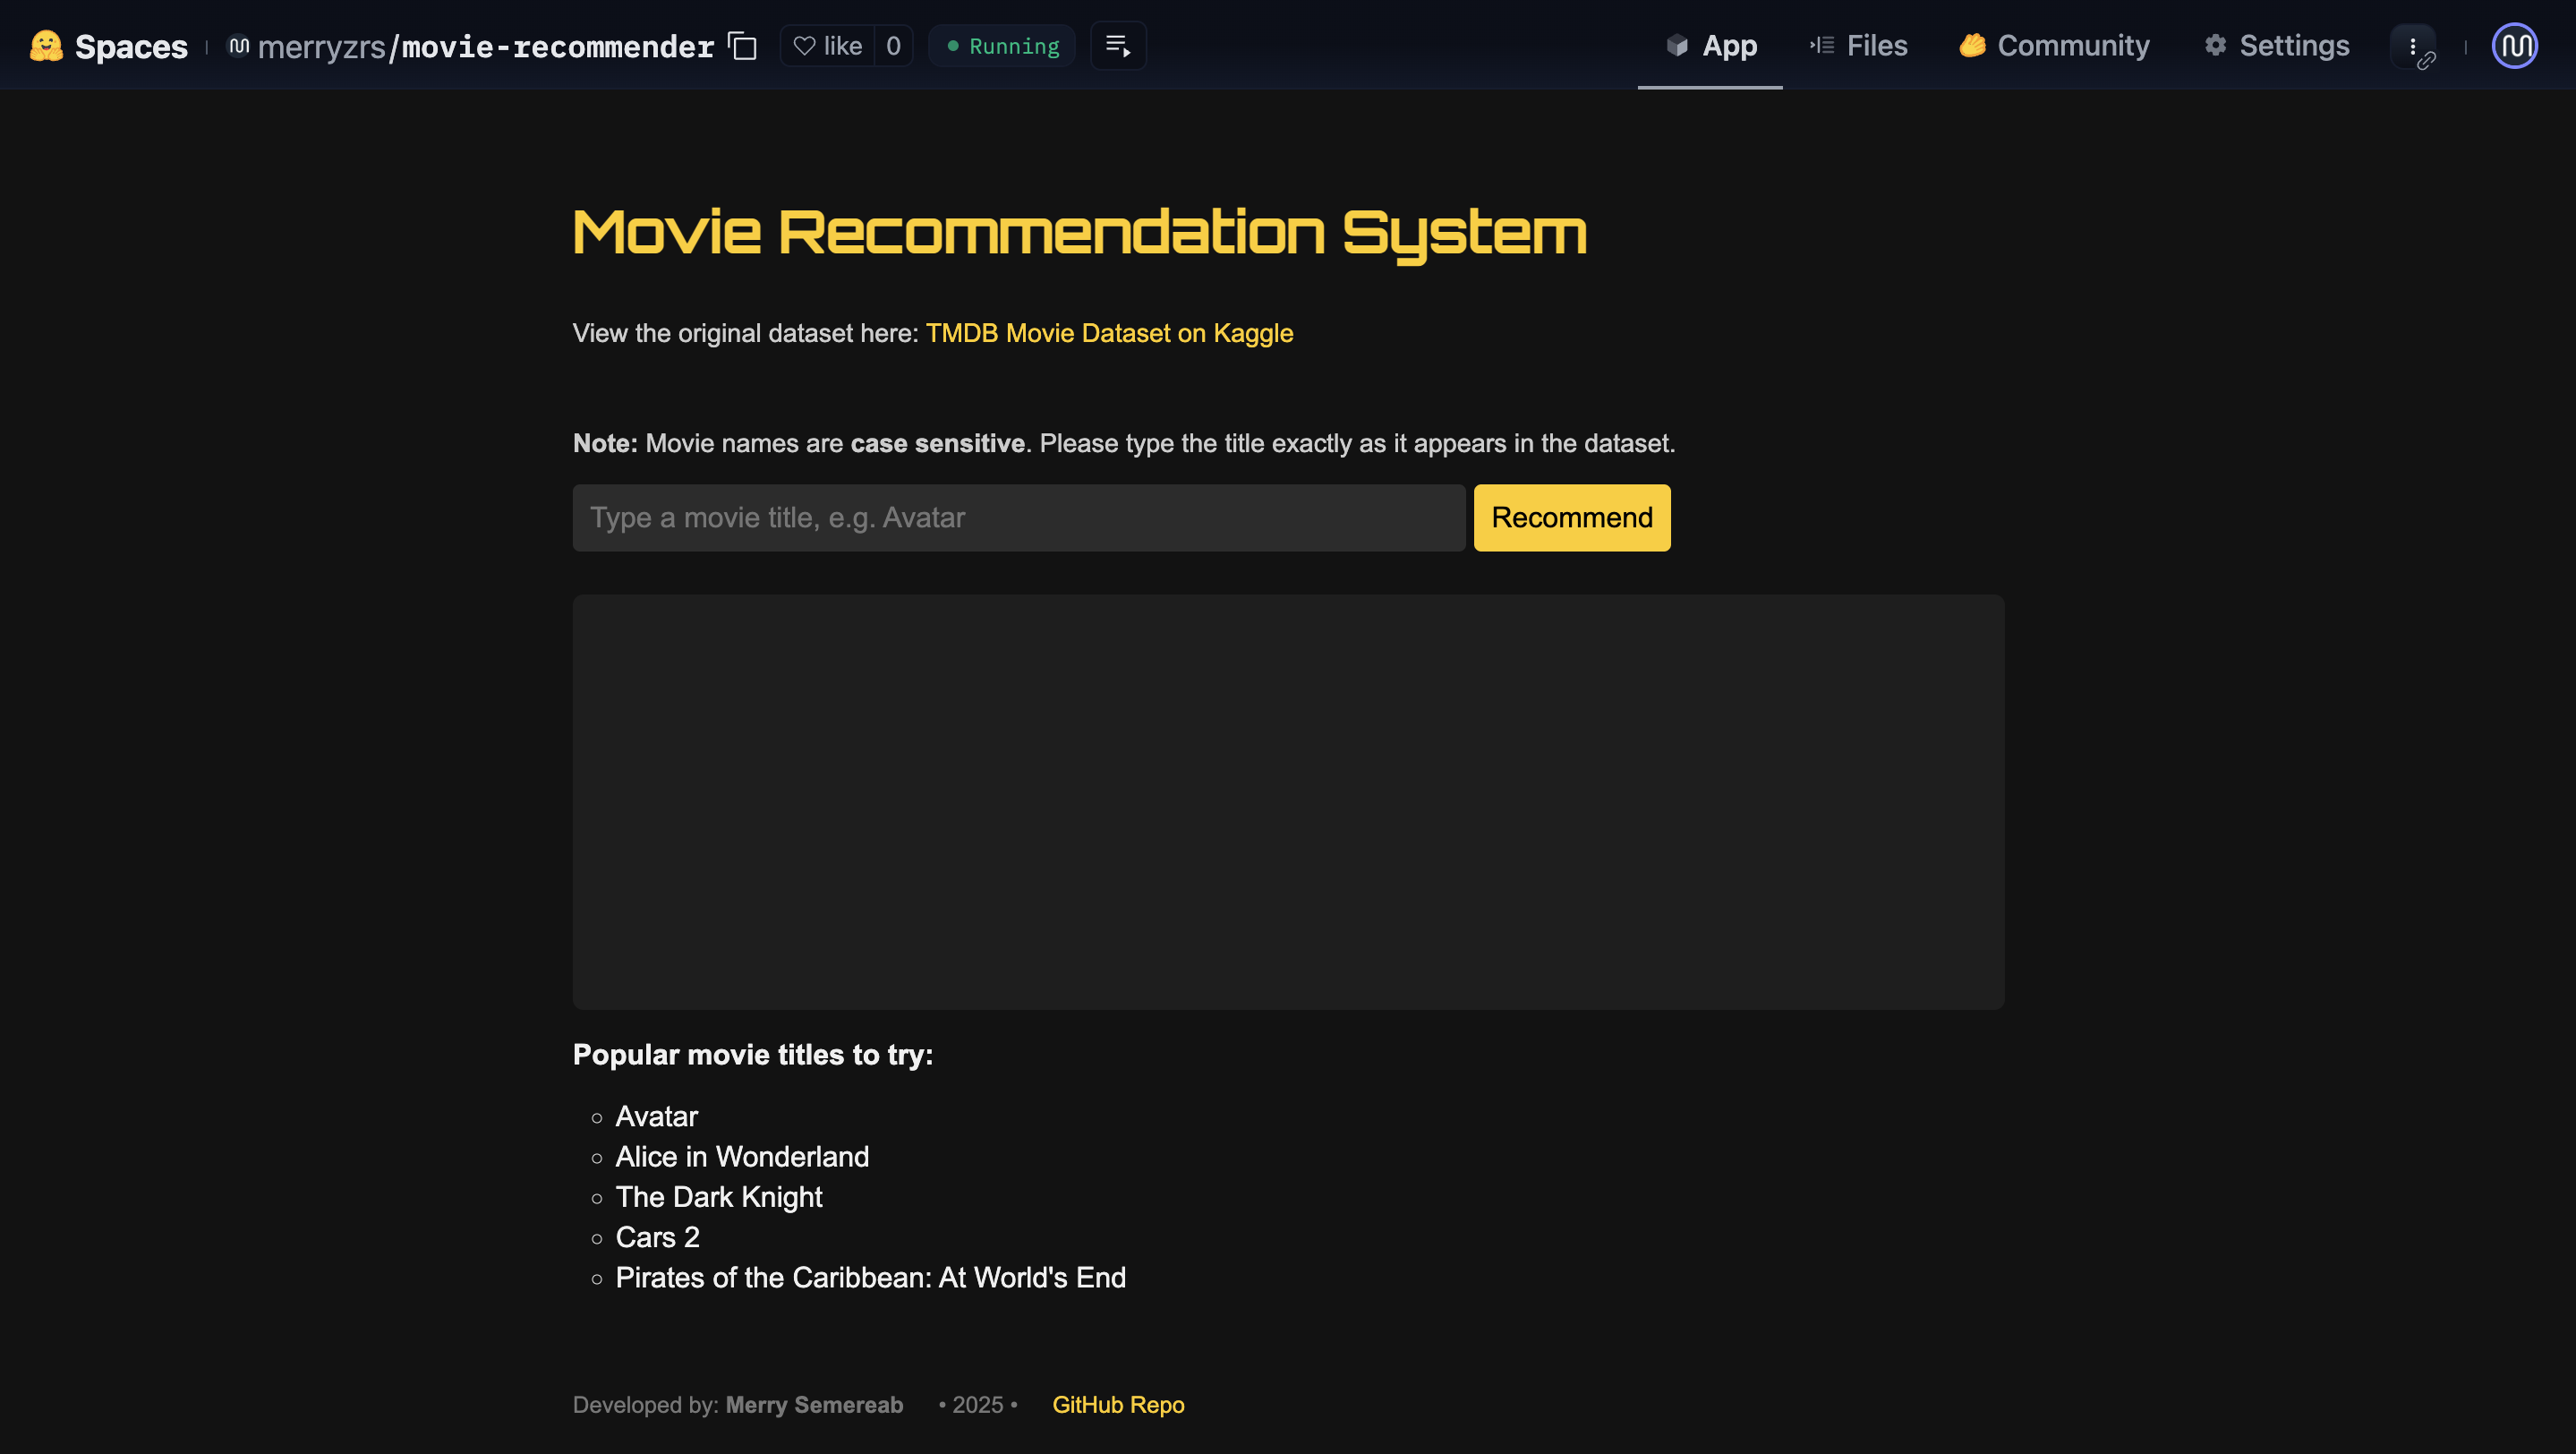 Spaces merryzrs/movie-recommender like 0 Running App Files Community Settings
Movie Recommendation System
View the original dataset here: TMDB Movie Dataset on Kaggle
Note: Movie names are case sensitive. Please type the title exactly as it appears in the dataset.
Type a movie title, e.g. Avatar Recommend
Popular movie titles to try:
Avatar
Alice in Wonderland
The Dark Knight
Cars 2
Pirates of the Caribbean: At World's End
Developed by: Merry Semereab • 2025 • GitHub Repo